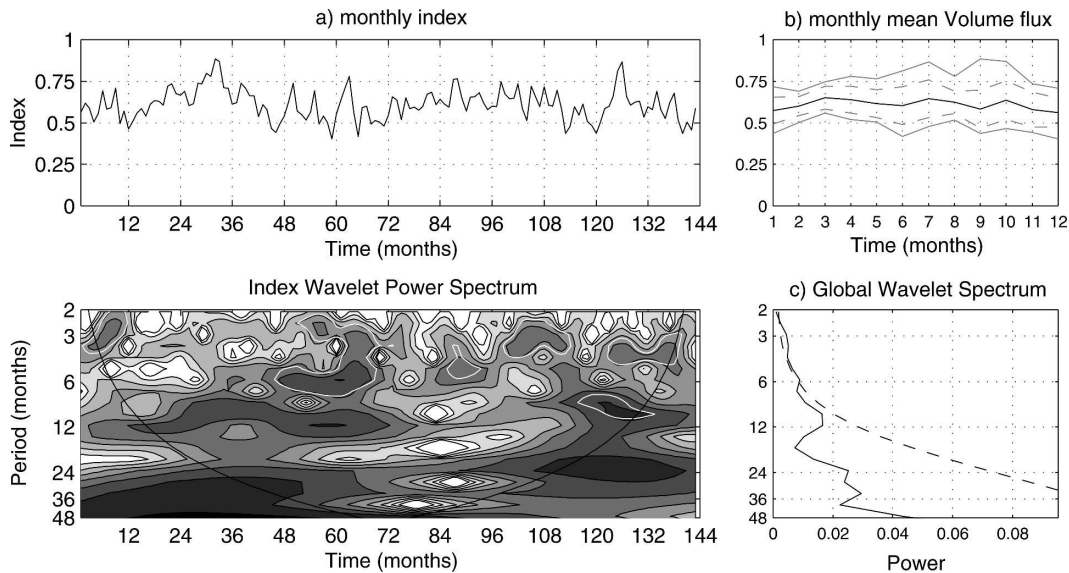 a) monthly index
1
0.75
0.5
0.25
0
Index
12 24 36 48 60 72 84 96 108 120 132 144
Time (months)
b) monthly mean Volume flux
1
0.75
0.5
0.25
0
1 2 3 4 5 6 7 8 9 10 11 12
Time (months)
Index Wavelet Power Spectrum
2
3
6
12
24
36
48
Period (months)
12 24 36 48 60 72 84 96 108 120 132 144
Time (months)
c) Global Wavelet Spectrum
2
3
6
12
24
36
48
0 0.02 0.04 0.06 0.08
Power